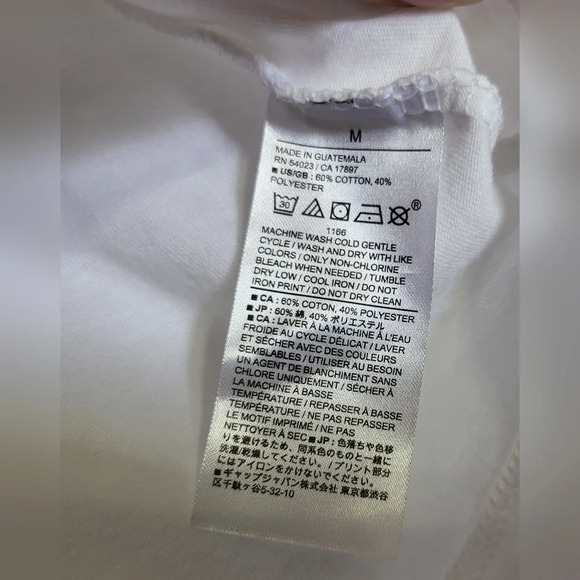 M
MADE IN GUATEMALA
RN 54023 / CA 17897
■ US/GB : 60% COTTON, 40%
POLYESTER
30
®
1166
MACHINE WASH COLD GENTLE
CYCLE / WASH AND DRY WITH LIKE
COLORS / ONLY NON-CHLORINE
BLEACH WHEN NEEDED / TUMBLE
DRY LOW / COOL IRON / DO NOT
IRON PRINT / DO NOT DRY CLEAN
■ CA : 60% COTON, 40% POLYESTER
■ JP : 60% 綿, 40% ポリエステル
■ CA : LAVER À LA MACHINE À L'EAU
FROIDE AU CYCLE DÉLICAT / LAVER
ET SÉCHER AVEC DES COULEURS
SEMBLABLES / UTILISER AU BESOIN
UN AGENT DE BLANCHIMENT SANS
CHLORE UNIQUEMENT / SÉCHER À
LA MACHINE À BASSE
TEMPÉRATURE / REPASSER À BASSE
TEMPÉRATURE / NE PAS REPASSER
LE MOTIF IMPRIMÉ / NE PAS
NETTOYER À SEC ■ JP : 色落ちや色移
りを避けるため、同系色のものと一緒に
洗濯/乾燥してください。/ プリント部分
にはアイロンをかけないでください。
■ ギャップジャパン株式会社 東京都渋谷
区千駄ヶ谷5-32-10